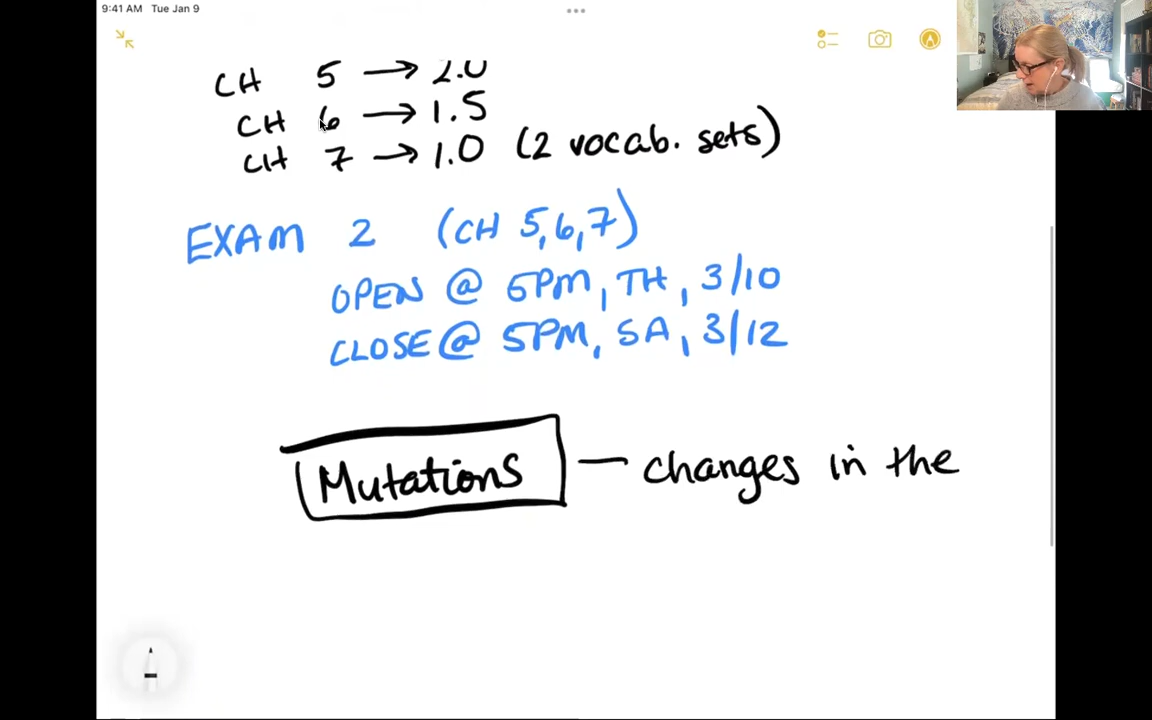 9:41 AM Tue Jan 9
CH 5 → 2.0
CH 6 → 1.5
CH 7 → 1.0 (2 vocab. sets)
EXAM 2 (CH 5,6,7)
OPEN @ 5PM, TH, 3/10
CLOSE @ 5PM, SA, 3/12
Mutations — changes in the